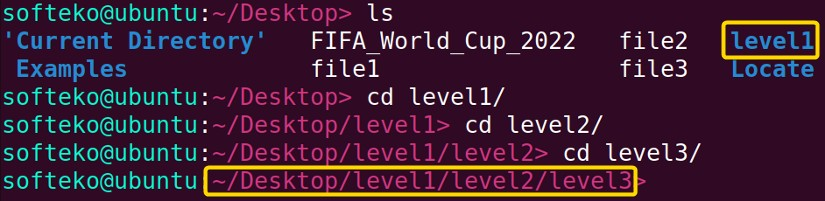 softeko@ubuntu:~/Desktop> ls
'Current Directory'   FIFA_World_Cup_2022   file2   level1
 Examples             file1                 file3   Locate
softeko@ubuntu:~/Desktop> cd level1/
softeko@ubuntu:~/Desktop/level1> cd level2/
softeko@ubuntu:~/Desktop/level1/level2> cd level3/
softeko@ubuntu:~/Desktop/level1/level2/level3>